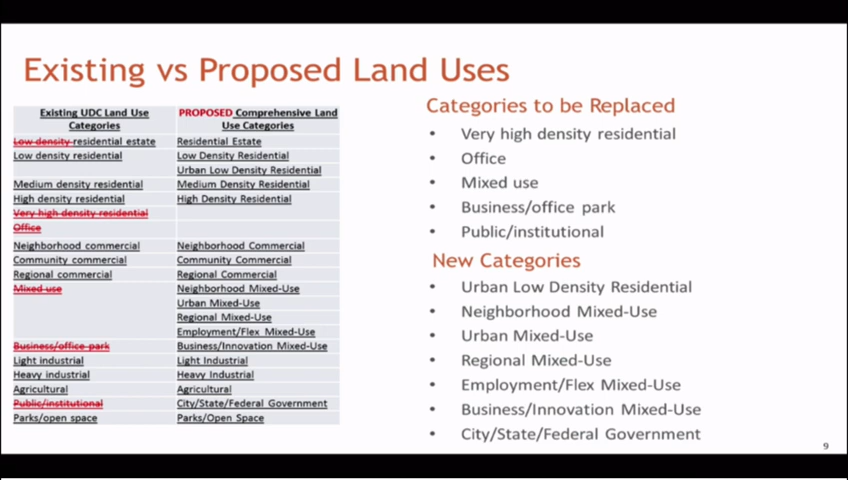 Existing vs Proposed Land Uses
Existing UDC Land Use
Categories
PROPOSED Comprehensive Land
Use Categories
Low density residential estate
Residential Estate
Low density residential
Low Density Residential
Urban Low Density Residential
Medium density residential
Medium Density Residential
High density residential
High Density Residential
Very high density residential
Office
Neighborhood commercial
Neighborhood Commercial
Community commercial
Community Commercial
Regional commercial
Regional Commercial
Mixed use
Neighborhood Mixed-Use
Urban Mixed-Use
Regional Mixed-Use
Employment/Flex Mixed-Use
Business/office park
Business/Innovation Mixed-Use
Light industrial
Light Industrial
Heavy industrial
Heavy Industrial
Agricultural
Agricultural
Public/institutional
City/State/Federal Government
Parks/open space
Parks/Open Space
Categories to be Replaced
• Very high density residential
• Office
• Mixed use
• Business/office park
• Public/institutional
New Categories
• Urban Low Density Residential
• Neighborhood Mixed-Use
• Urban Mixed-Use
• Regional Mixed-Use
• Employment/Flex Mixed-Use
• Business/Innovation Mixed-Use
• City/State/Federal Government
9